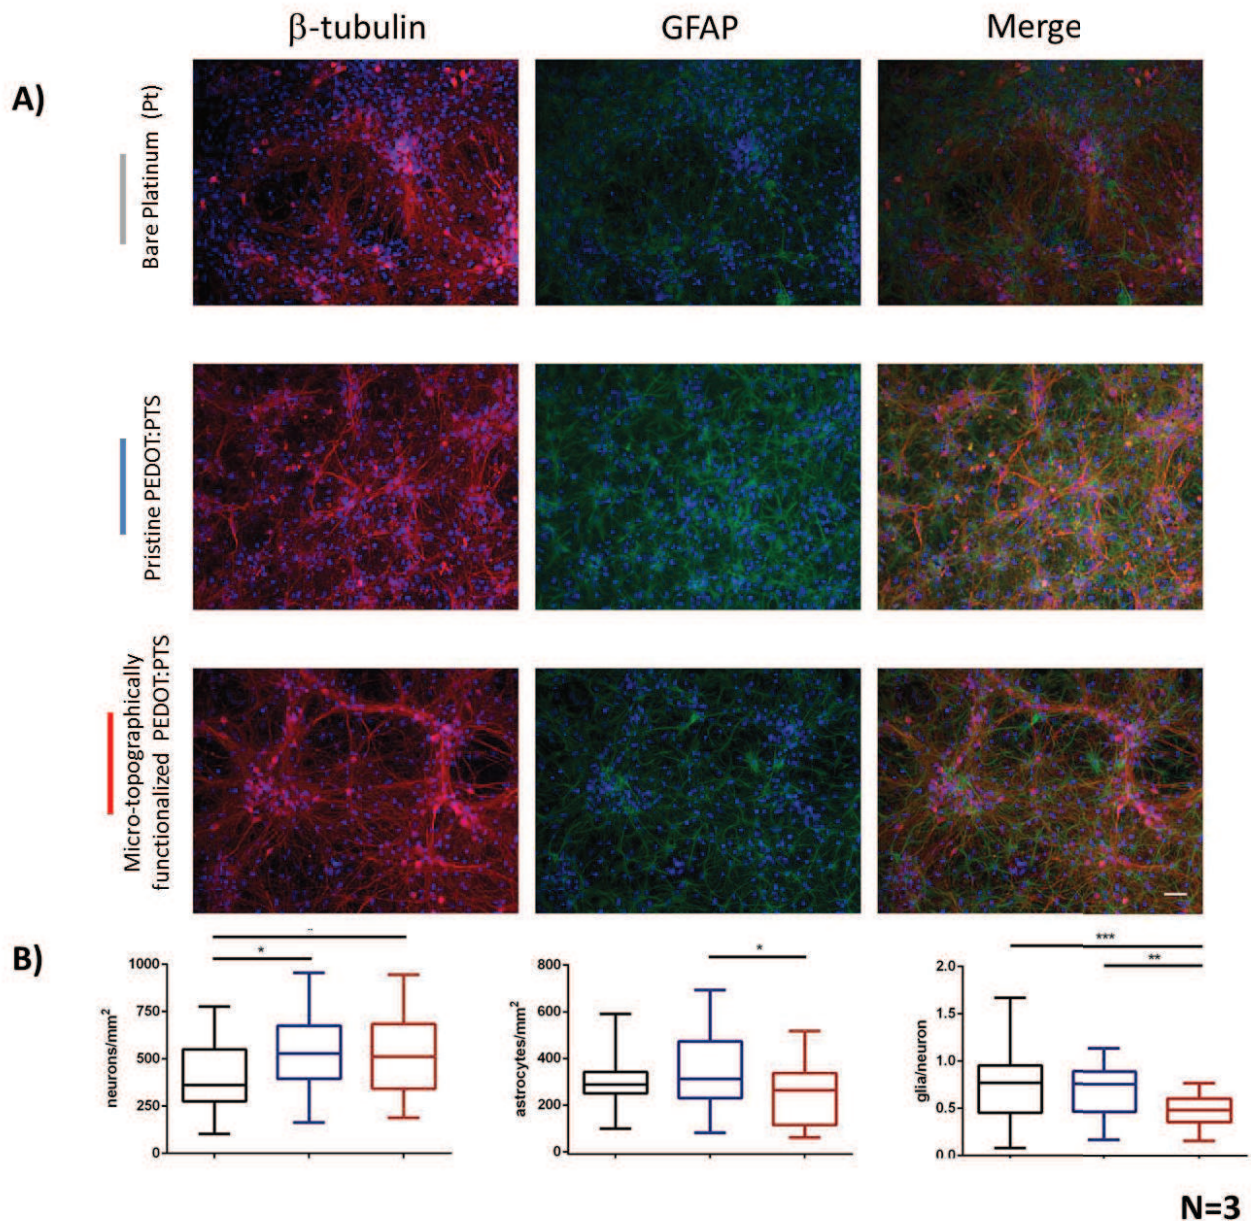 β-tubulin GFAP Merge
A)
Bare Platinum (Pt)
Pristine PEDOT:PTS
Micro-topographically
functionalized PEDOT:PTS
B)
*
neurons/mm²
1000
750
500
250
0
*
astrocytes/mm²
800
600
400
200
0
***
**
glia/neuron
2.0
1.5
1.0
0.5
0.0
N=3